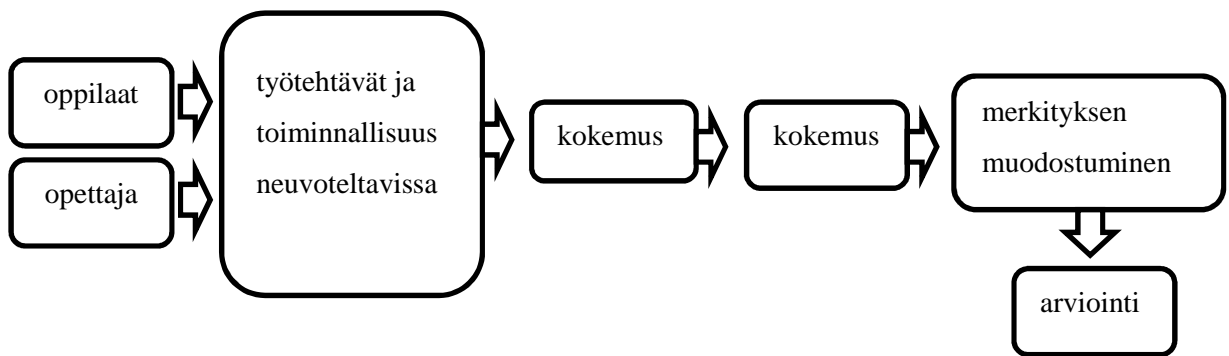 oppilaat
opettaja
työtehtävät ja
toiminnallisuus
neuvoteltavissa
kokemus
kokemus
merkityksen
muodostuminen
arviointi